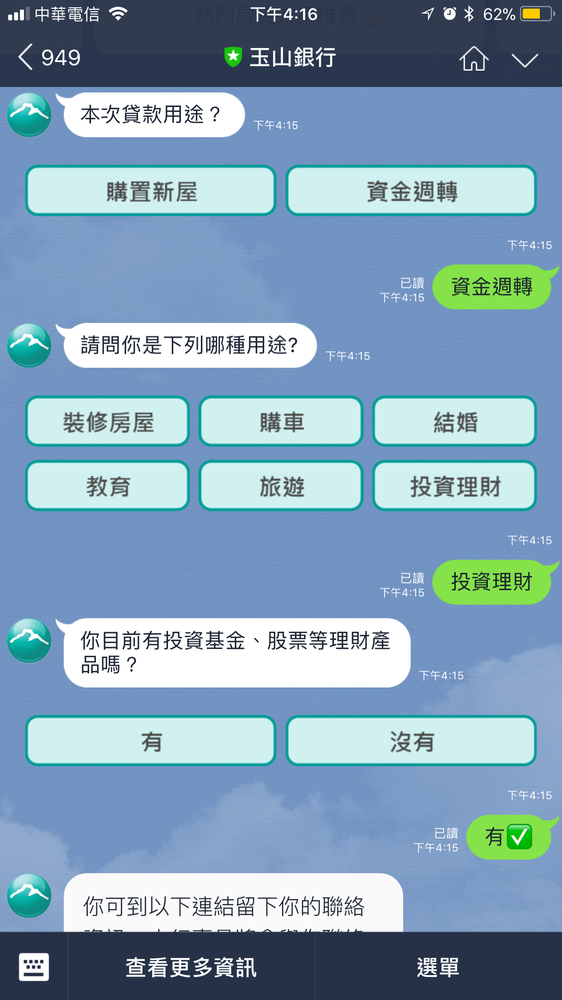 中華電信
下午4:16
62%
949
玉山銀行
上午11:18
本次貸款用途？
下午4:15
購置新屋
資金週轉
下午4:15
已讀
下午4:15
資金週轉
請問你是下列哪種用途?
下午4:15
裝修房屋
購車
結婚
教育
旅遊
投資理財
下午4:15
已讀
下午4:15
投資理財
你目前有投資基金、股票等理財產
品嗎？
下午4:15
有
沒有
下午4:15
已讀
下午4:15
有✅
你可到以下連結留下你的聯絡
查看更多資訊
選單